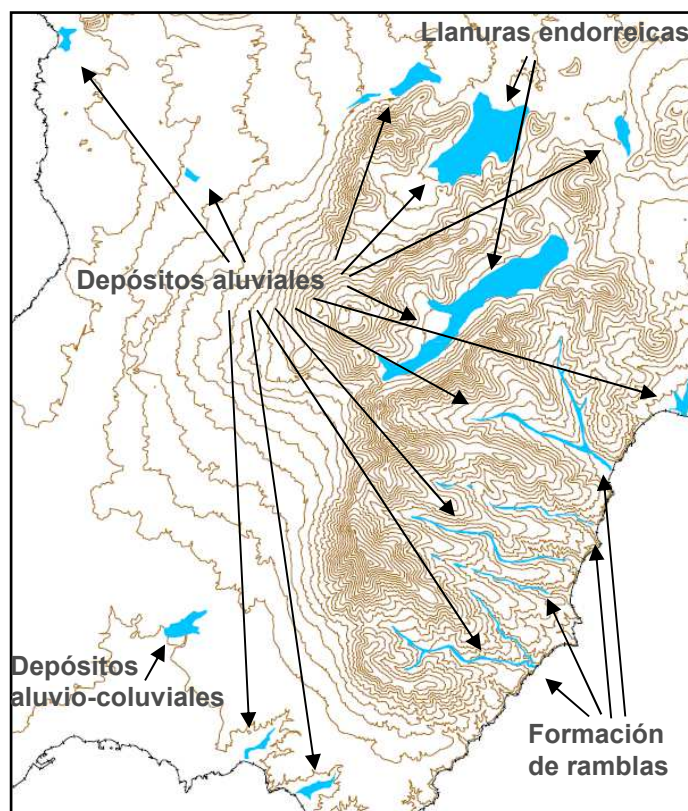 Llanuras endorreicas
Depósitos aluviales
Depósitos
aluvio-coluviales
Formación
de ramblas